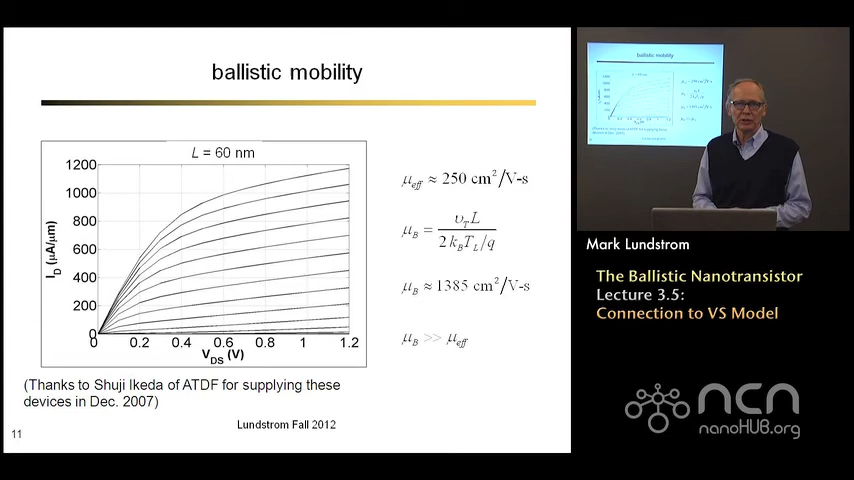 ballistic mobility
L = 60 nm
1200
1000
800
600
400
200
0
I_D (μA/μm)
0 0.2 0.4 0.6 0.8 1.0 1.2
V_DS (V)
μ_eff ≈ 250 cm²/V-s
μ_B = υ_T L / 2 k_B T_L/q
μ_B ≈ 1385 cm²/V-s
μ_B >> μ_eff
(Thanks to Shuji Ikeda of ATDF for supplying these
devices in Dec. 2007)
Lundstrom Fall 2012
11
ballistic mobility
Mark Lundstrom
The Ballistic Nanotransistor
Lecture 3.5:
Connection to VS Model
ncn
nanoHUB.org